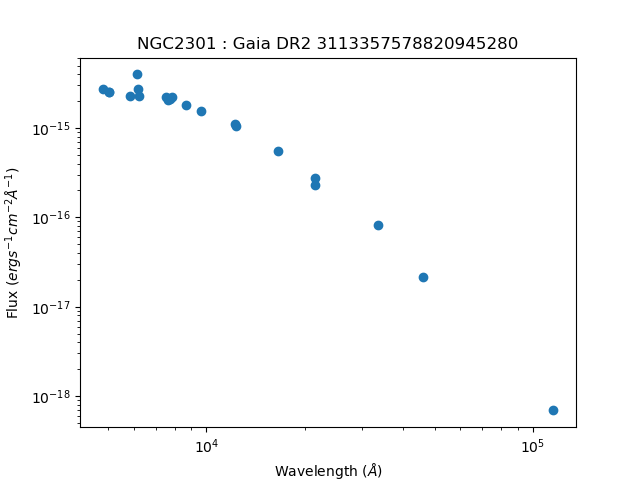 NGC2301 : Gaia DR2 3113357578820945280
Flux (ergs⁻¹cm⁻²Å⁻¹)
10⁻¹⁵
10⁻¹⁶
10⁻¹⁷
10⁻¹⁸
10⁴ 10⁵
Wavelength (Å)